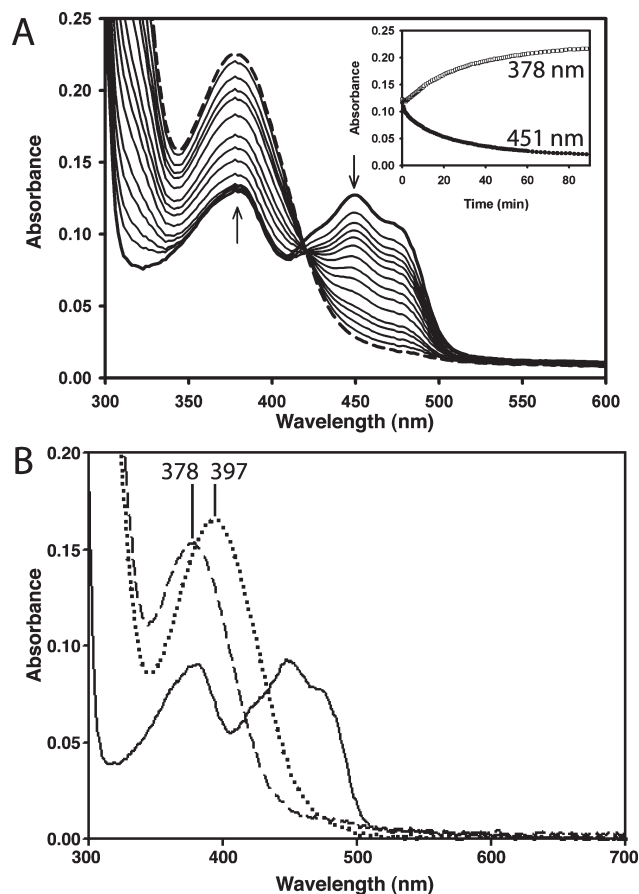 A
0.25
0.20
0.15
0.10
0.05
0.00
Absorbance
300 350 400 450 500 550 600
Wavelength (nm)
0.25
0.20
0.15
0.10
0.05
0.00
Absorbance
378 nm
451 nm
0 20 40 60 80
Time (min)
B
0.20
0.15
0.10
0.05
0.00
Absorbance
378 397
300 400 500 600 700
Wavelength (nm)